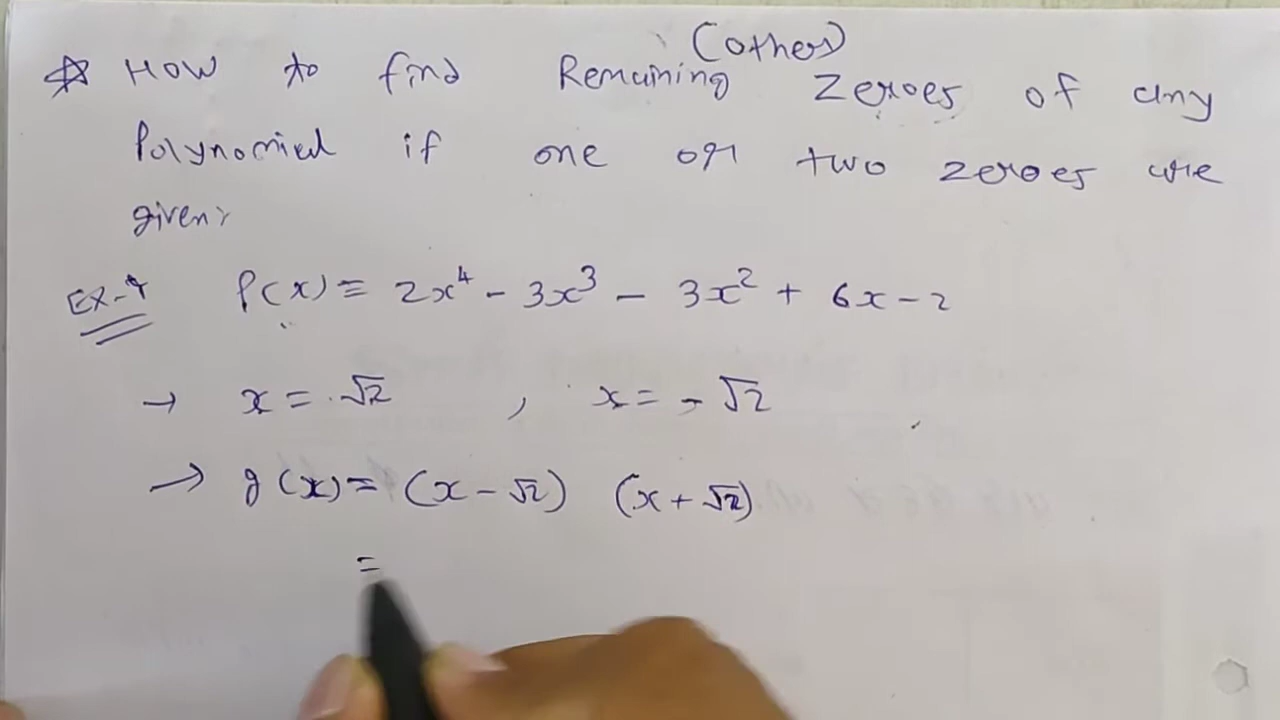 (others)
☆ How to find Remaining Zeroes of any
Polynomial if one or two zeroes are
given:
Ex-4 P(x) = 2x⁴ - 3x³ - 3x² + 6x - 2
→ x = √2 , x = -√2
→ g(x) = (x - √2) (x + √2)
=